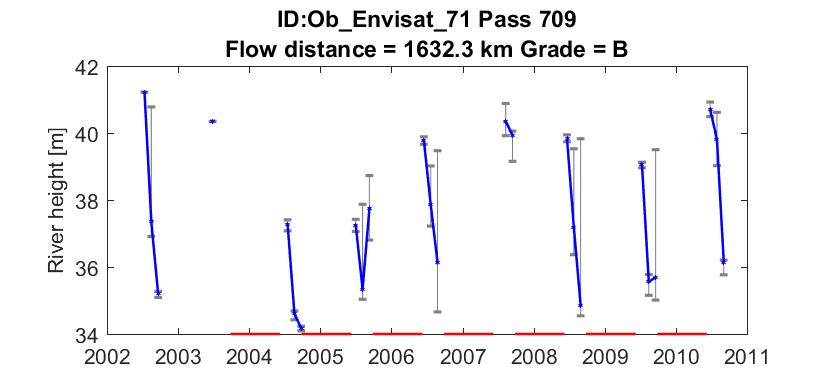 ID:Ob_Envisat_71 Pass 709
Flow distance = 1632.3 km Grade = B
River height [m]
42
40
38
36
34
2002 2003 2004 2005 2006 2007 2008 2009 2010 2011